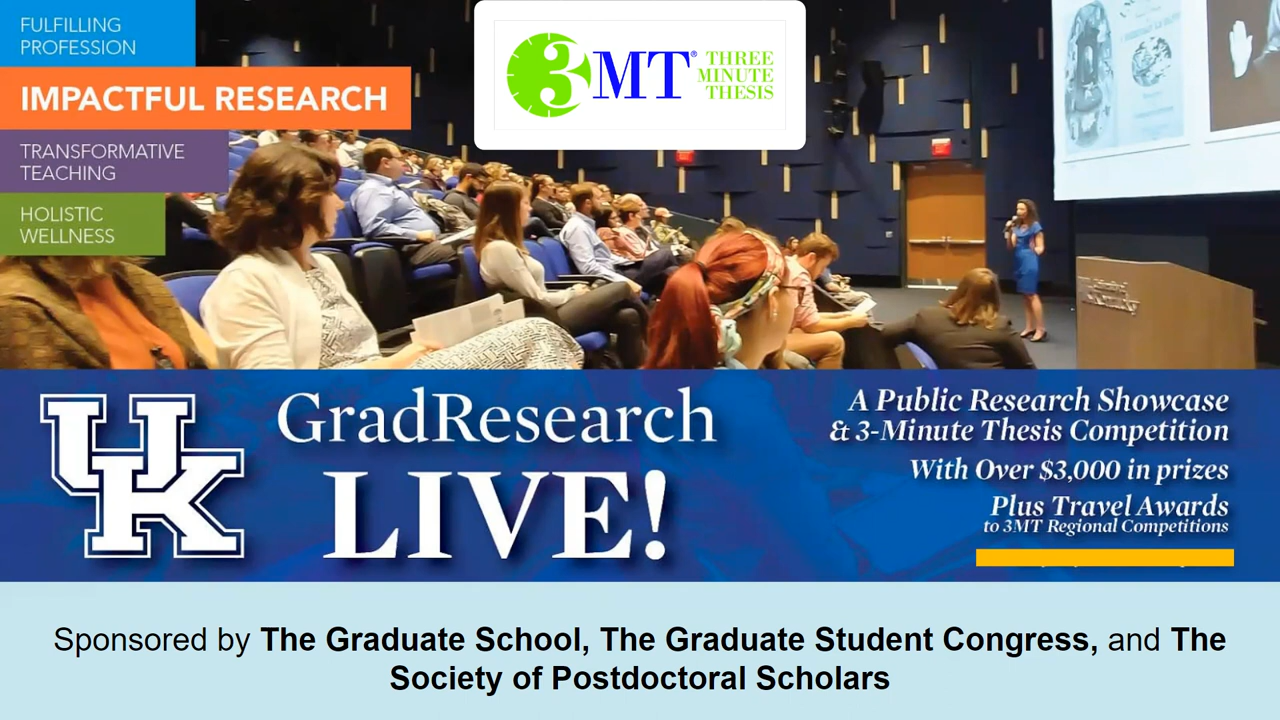 FULFILLING
PROFESSION
IMPACTFUL RESEARCH
TRANSFORMATIVE
TEACHING
HOLISTIC
WELLNESS
3MT® THREE
MINUTE
THESIS
UK
GradResearch
LIVE!
A Public Research Showcase
& 3-Minute Thesis Competition
With Over $3,000 in prizes
Plus Travel Awards
to 3MT Regional Competitions
Sponsored by The Graduate School, The Graduate Student Congress, and The
Society of Postdoctoral Scholars